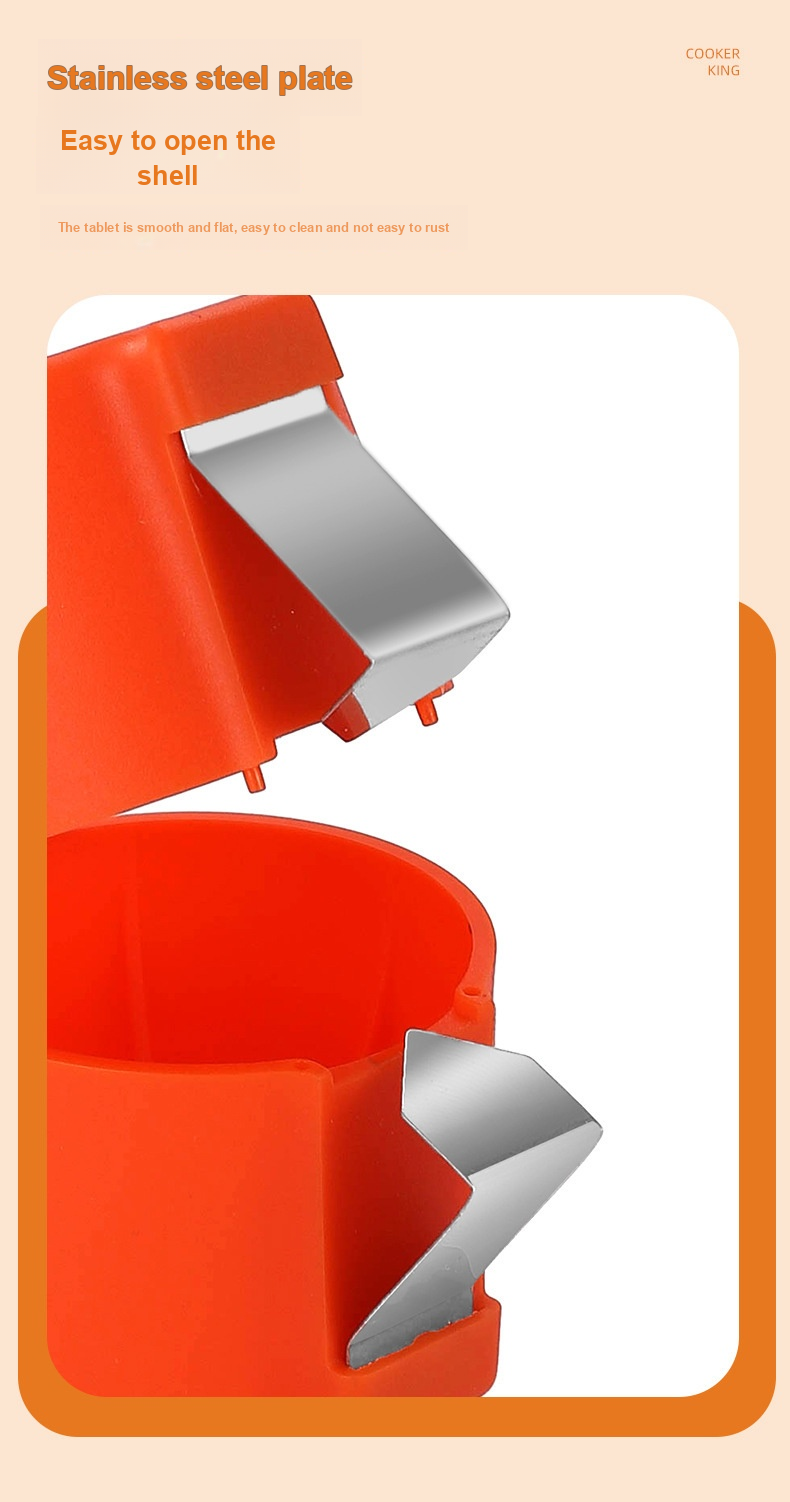 Stainless steel plate
COOKER
KING
Easy to open the
shell
The tablet is smooth and flat, easy to clean and not easy to rust